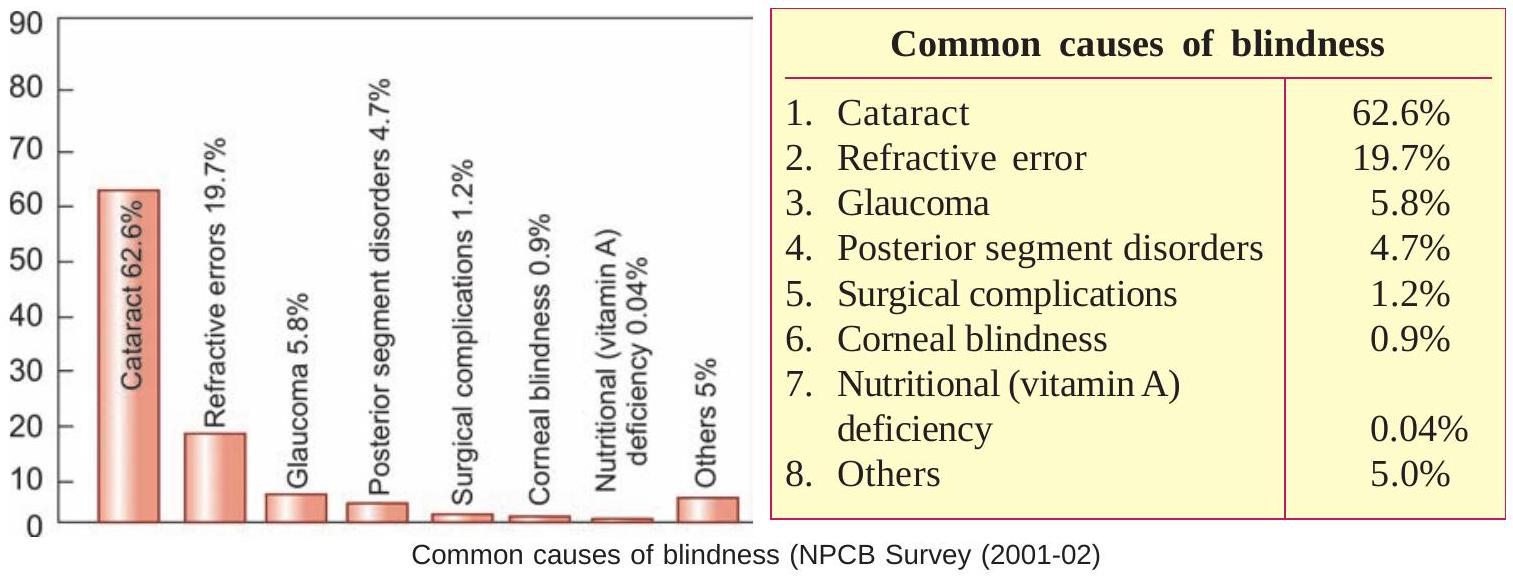 90
80
70
60
50
40
30
20
10
0
Cataract 62.6%
Refractive errors 19.7%
Glaucoma 5.8%
Posterior segment disorders 4.7%
Surgical complications 1.2%
Corneal blindness 0.9%
Nutritional (vitamin A)
deficiency 0.04%
Others 5%
Common causes of blindness
1. Cataract 62.6%
2. Refractive error 19.7%
3. Glaucoma 5.8%
4. Posterior segment disorders 4.7%
5. Surgical complications 1.2%
6. Corneal blindness 0.9%
7. Nutritional (vitamin A)
deficiency 0.04%
8. Others 5.0%
Common causes of blindness (NPCB Survey (2001-02)